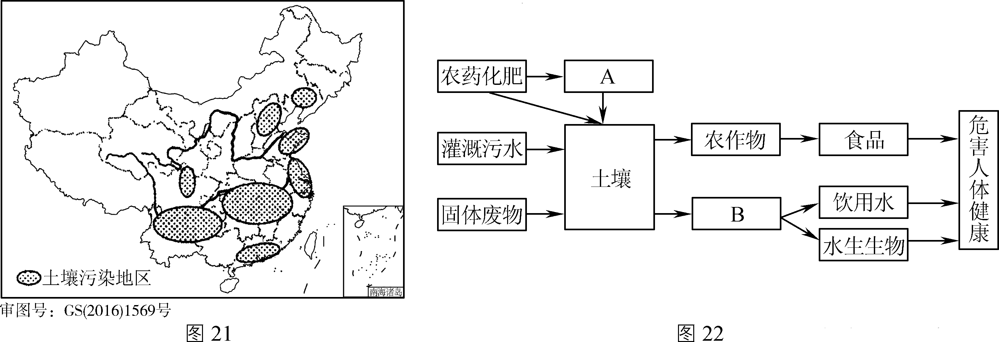 土壤污染地区
南海诸岛
审图号：GS(2016)1569号
图 21
农药化肥
A
灌溉污水
固体废物
土壤
农作物
食品
B
饮用水
水生生物
危害人体健康
图 22